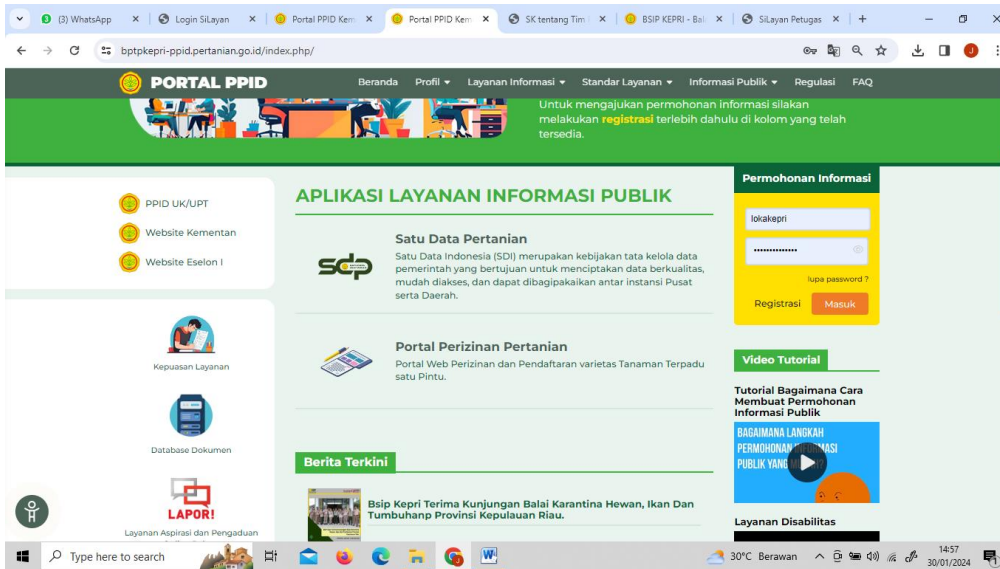 (3) WhatsApp
Login SiLayan
Portal PPID Kem
Portal PPID Kem
SK tentang Tim
BSIP KEPRI - Bal
SiLayan Petugas
bptpkepri-ppid.pertanian.go.id/index.php/
PORTAL PPID
Beranda Profil Layanan Informasi Standar Layanan Informasi Publik Regulasi FAQ
Untuk mengajukan permohonan informasi silakan
melakukan registrasi terlebih dahulu di kolom yang telah
tersedia.
PPID UK/UPT
Website Kementan
Website Eselon I
Kepuasan Layanan
Database Dokumen
LAPOR!
Layanan Aspirasi dan Pengaduan
APLIKASI LAYANAN INFORMASI PUBLIK
sdp
Satu Data Pertanian
Satu Data Indonesia (SDI) merupakan kebijakan tata kelola data
pemerintah yang bertujuan untuk menciptakan data berkualitas,
mudah diakses, dan dapat dibagipakaikan antar instansi Pusat
serta Daerah.
Portal Perizinan Pertanian
Portal Web Perizinan dan Pendaftaran varietas Tanaman Terpadu
satu Pintu.
Berita Terkini
Bsip Kepri Terima Kunjungan Balai Karantina Hewan, Ikan Dan
Tumbuhanp Provinsi Kepulauan Riau.
Permohonan Informasi
lokakepri
lupa password ?
Registrasi Masuk
Video Tutorial
Tutorial Bagaimana Cara
Membuat Permohonan
Informasi Publik
BAGAIMANA LANGKAH
PERMOHONAN INFORMASI
PUBLIK YANG
Layanan Disabilitas
Type here to search
30°C Berawan
14:57
30/01/2024